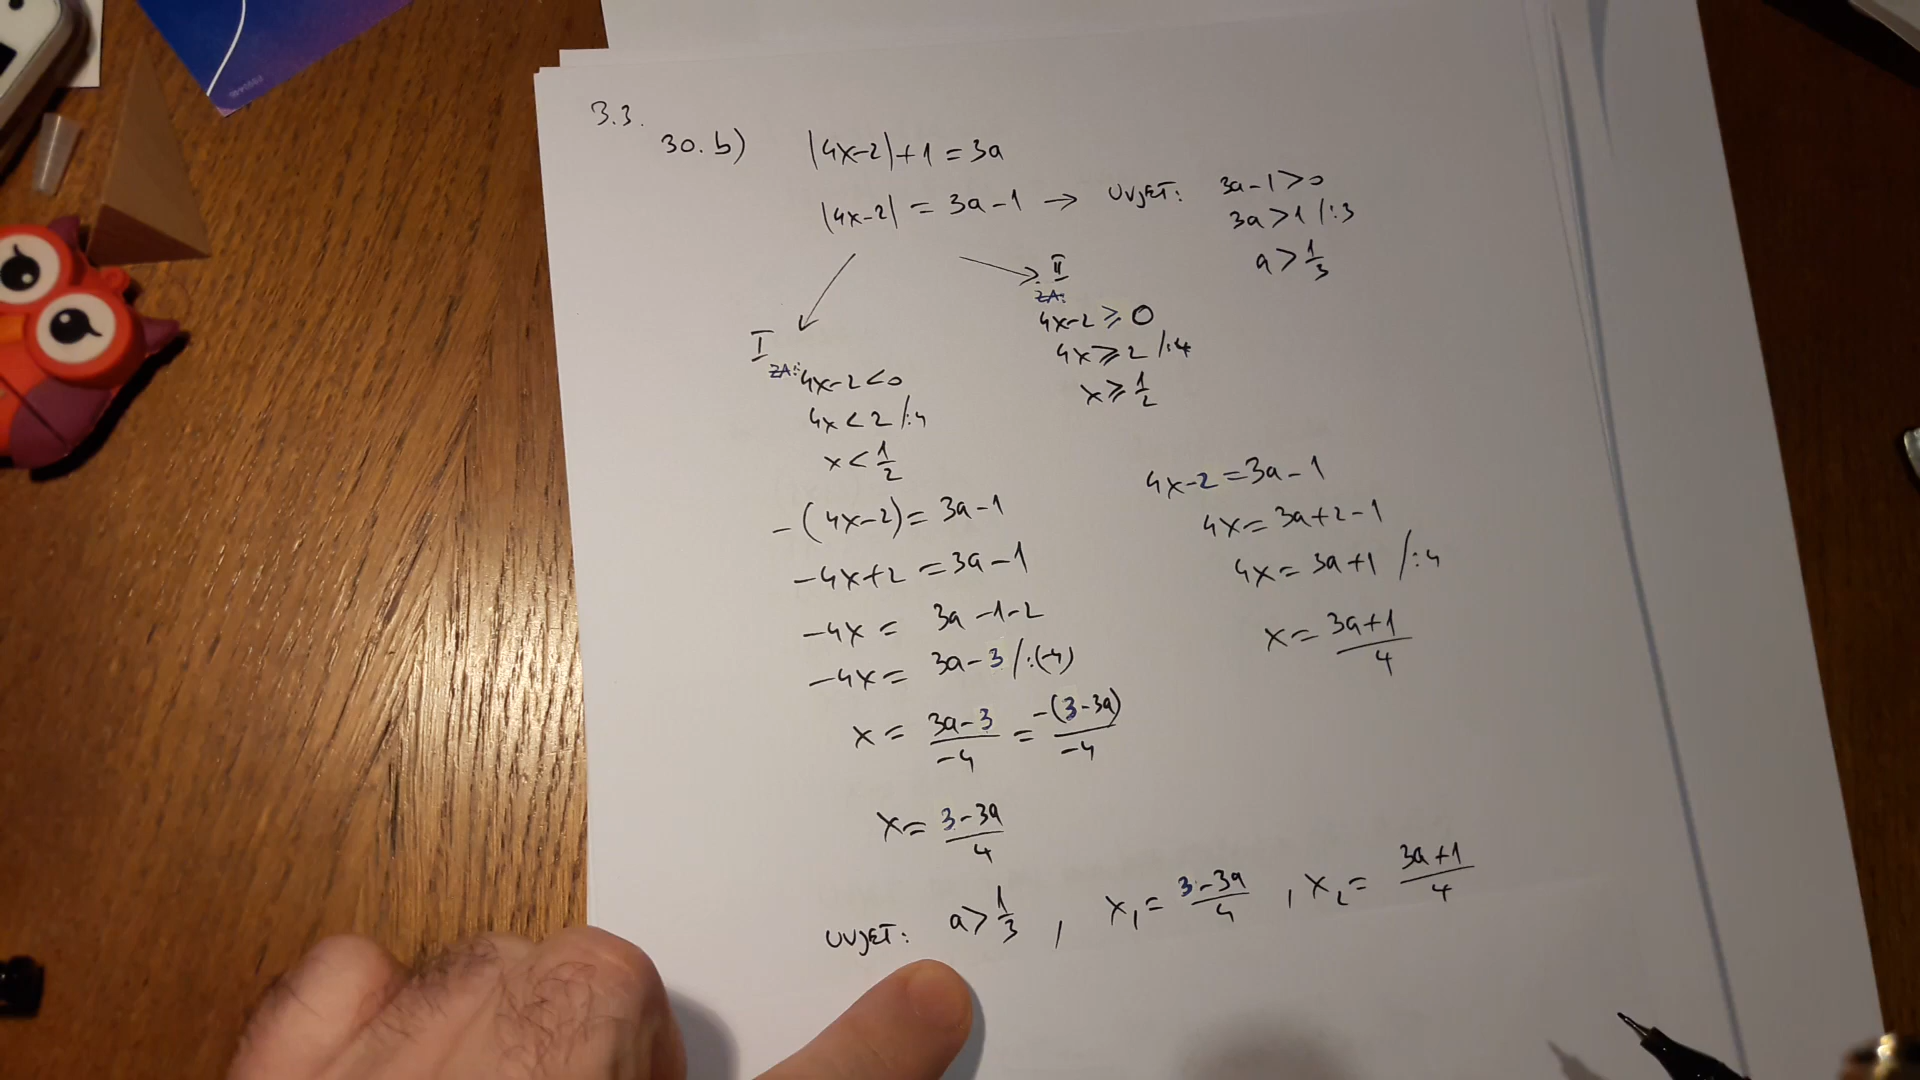 3.3.
30. b) |4x-2|+1=3a
|4x-2| = 3a-1 → UVJET: 3a-1>0
3a>1 /:3
a>1/3
II
ZA:
4x-2⩾0
4x⩾2 /:4
x⩾1/2
I
ZA: 4x-2<0
4x<2 /:4
x<1/2
-(4x-2)=3a-1
-4x+2=3a-1
-4x= 3a-1-2
-4x= 3a-3 /:(-4)
x= (3a-3)/-4 = -(3-3a)/-4
x= (3-3a)/4
4x-2=3a-1
4x=3a+2-1
4x=3a+1 /:4
x= (3a+1)/4
UVJET: a>1/3 , x₁= (3-3a)/4 , x₂= (3a+1)/4